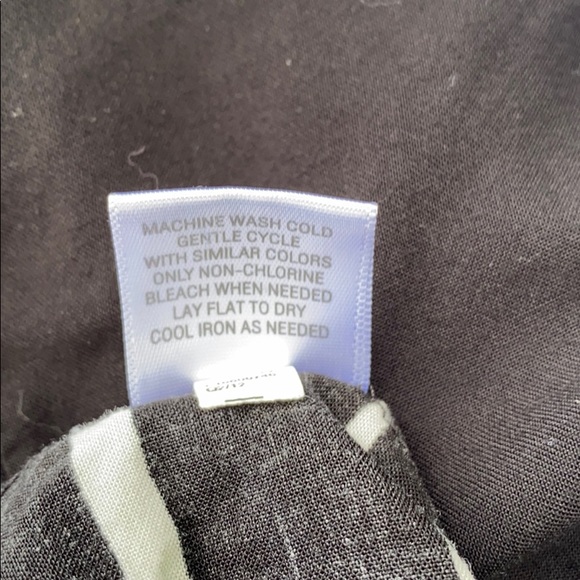 MACHINE WASH COLD
GENTLE CYCLE
WITH SIMILAR COLORS
ONLY NON-CHLORINE
BLEACH WHEN NEEDED
LAY FLAT TO DRY
COOL IRON AS NEEDED